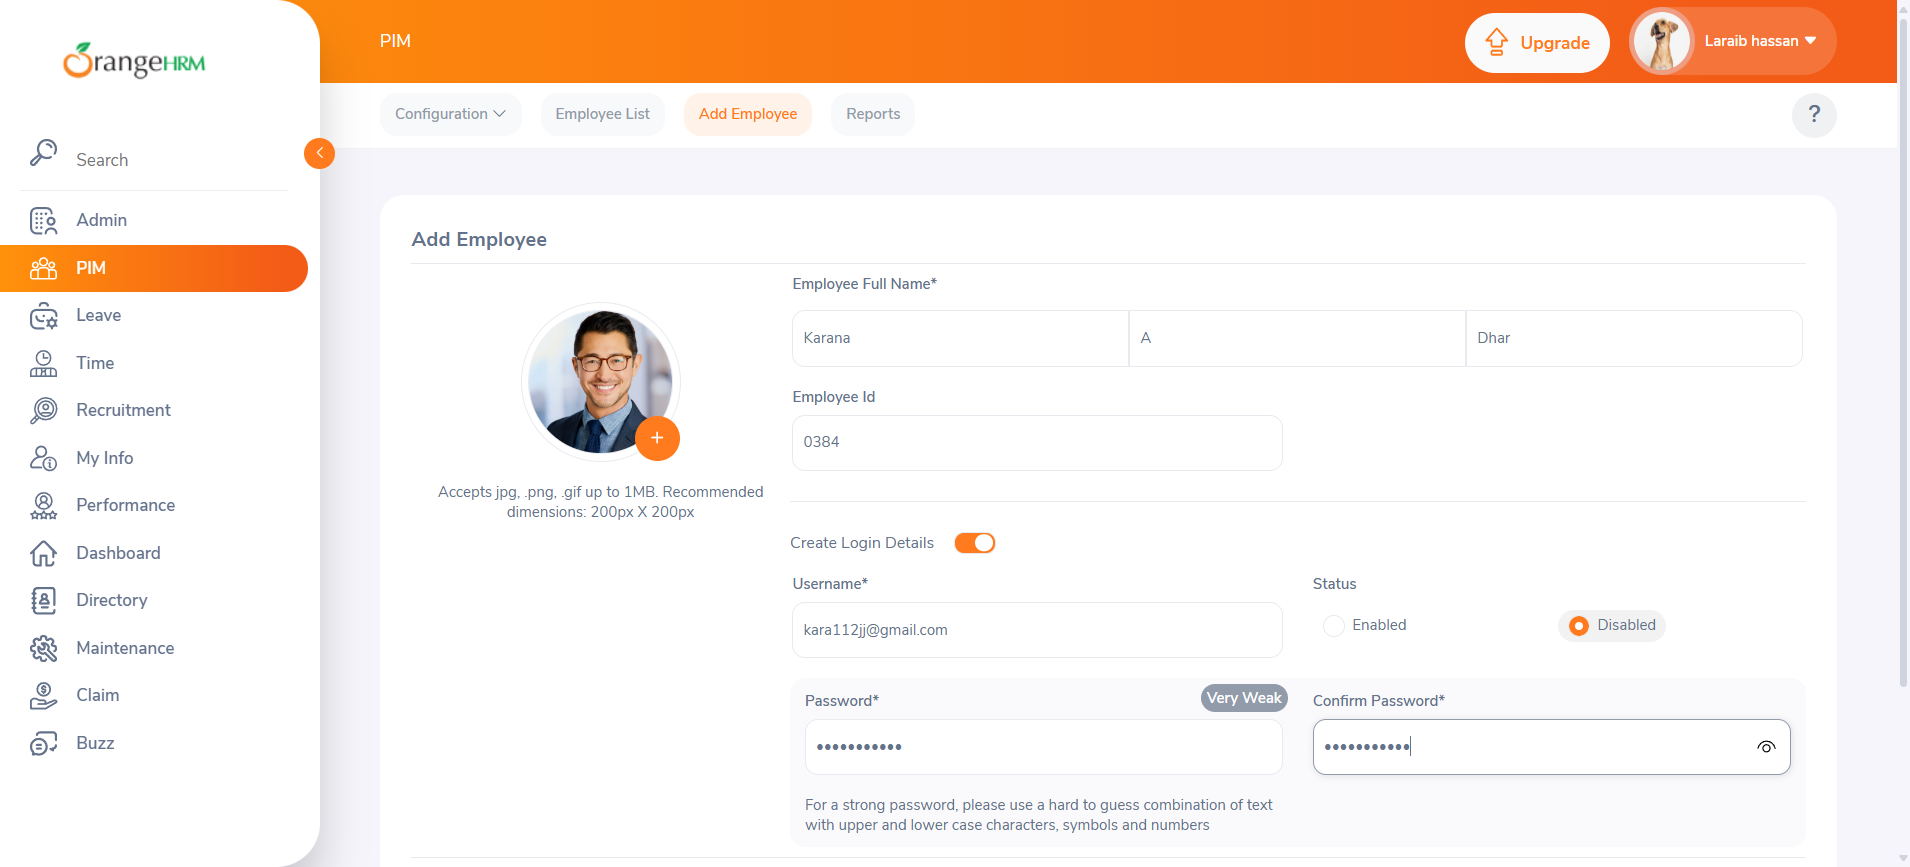 OrangeHRM
PIM
Upgrade
Laraib hassan
Configuration
Employee List
Add Employee
Reports
?
Search
Admin
PIM
Leave
Time
Recruitment
My Info
Performance
Dashboard
Directory
Maintenance
Claim
Buzz
Add Employee
Accepts jpg, .png, .gif up to 1MB. Recommended
dimensions: 200px X 200px
Employee Full Name*
Karana
A
Dhar
Employee Id
0384
Create Login Details
Username*
kara112jj@gmail.com
Status
Enabled
Disabled
Password*
Very Weak
•••••••••••
Confirm Password*
•••••••••••
For a strong password, please use a hard to guess combination of text
with upper and lower case characters, symbols and numbers